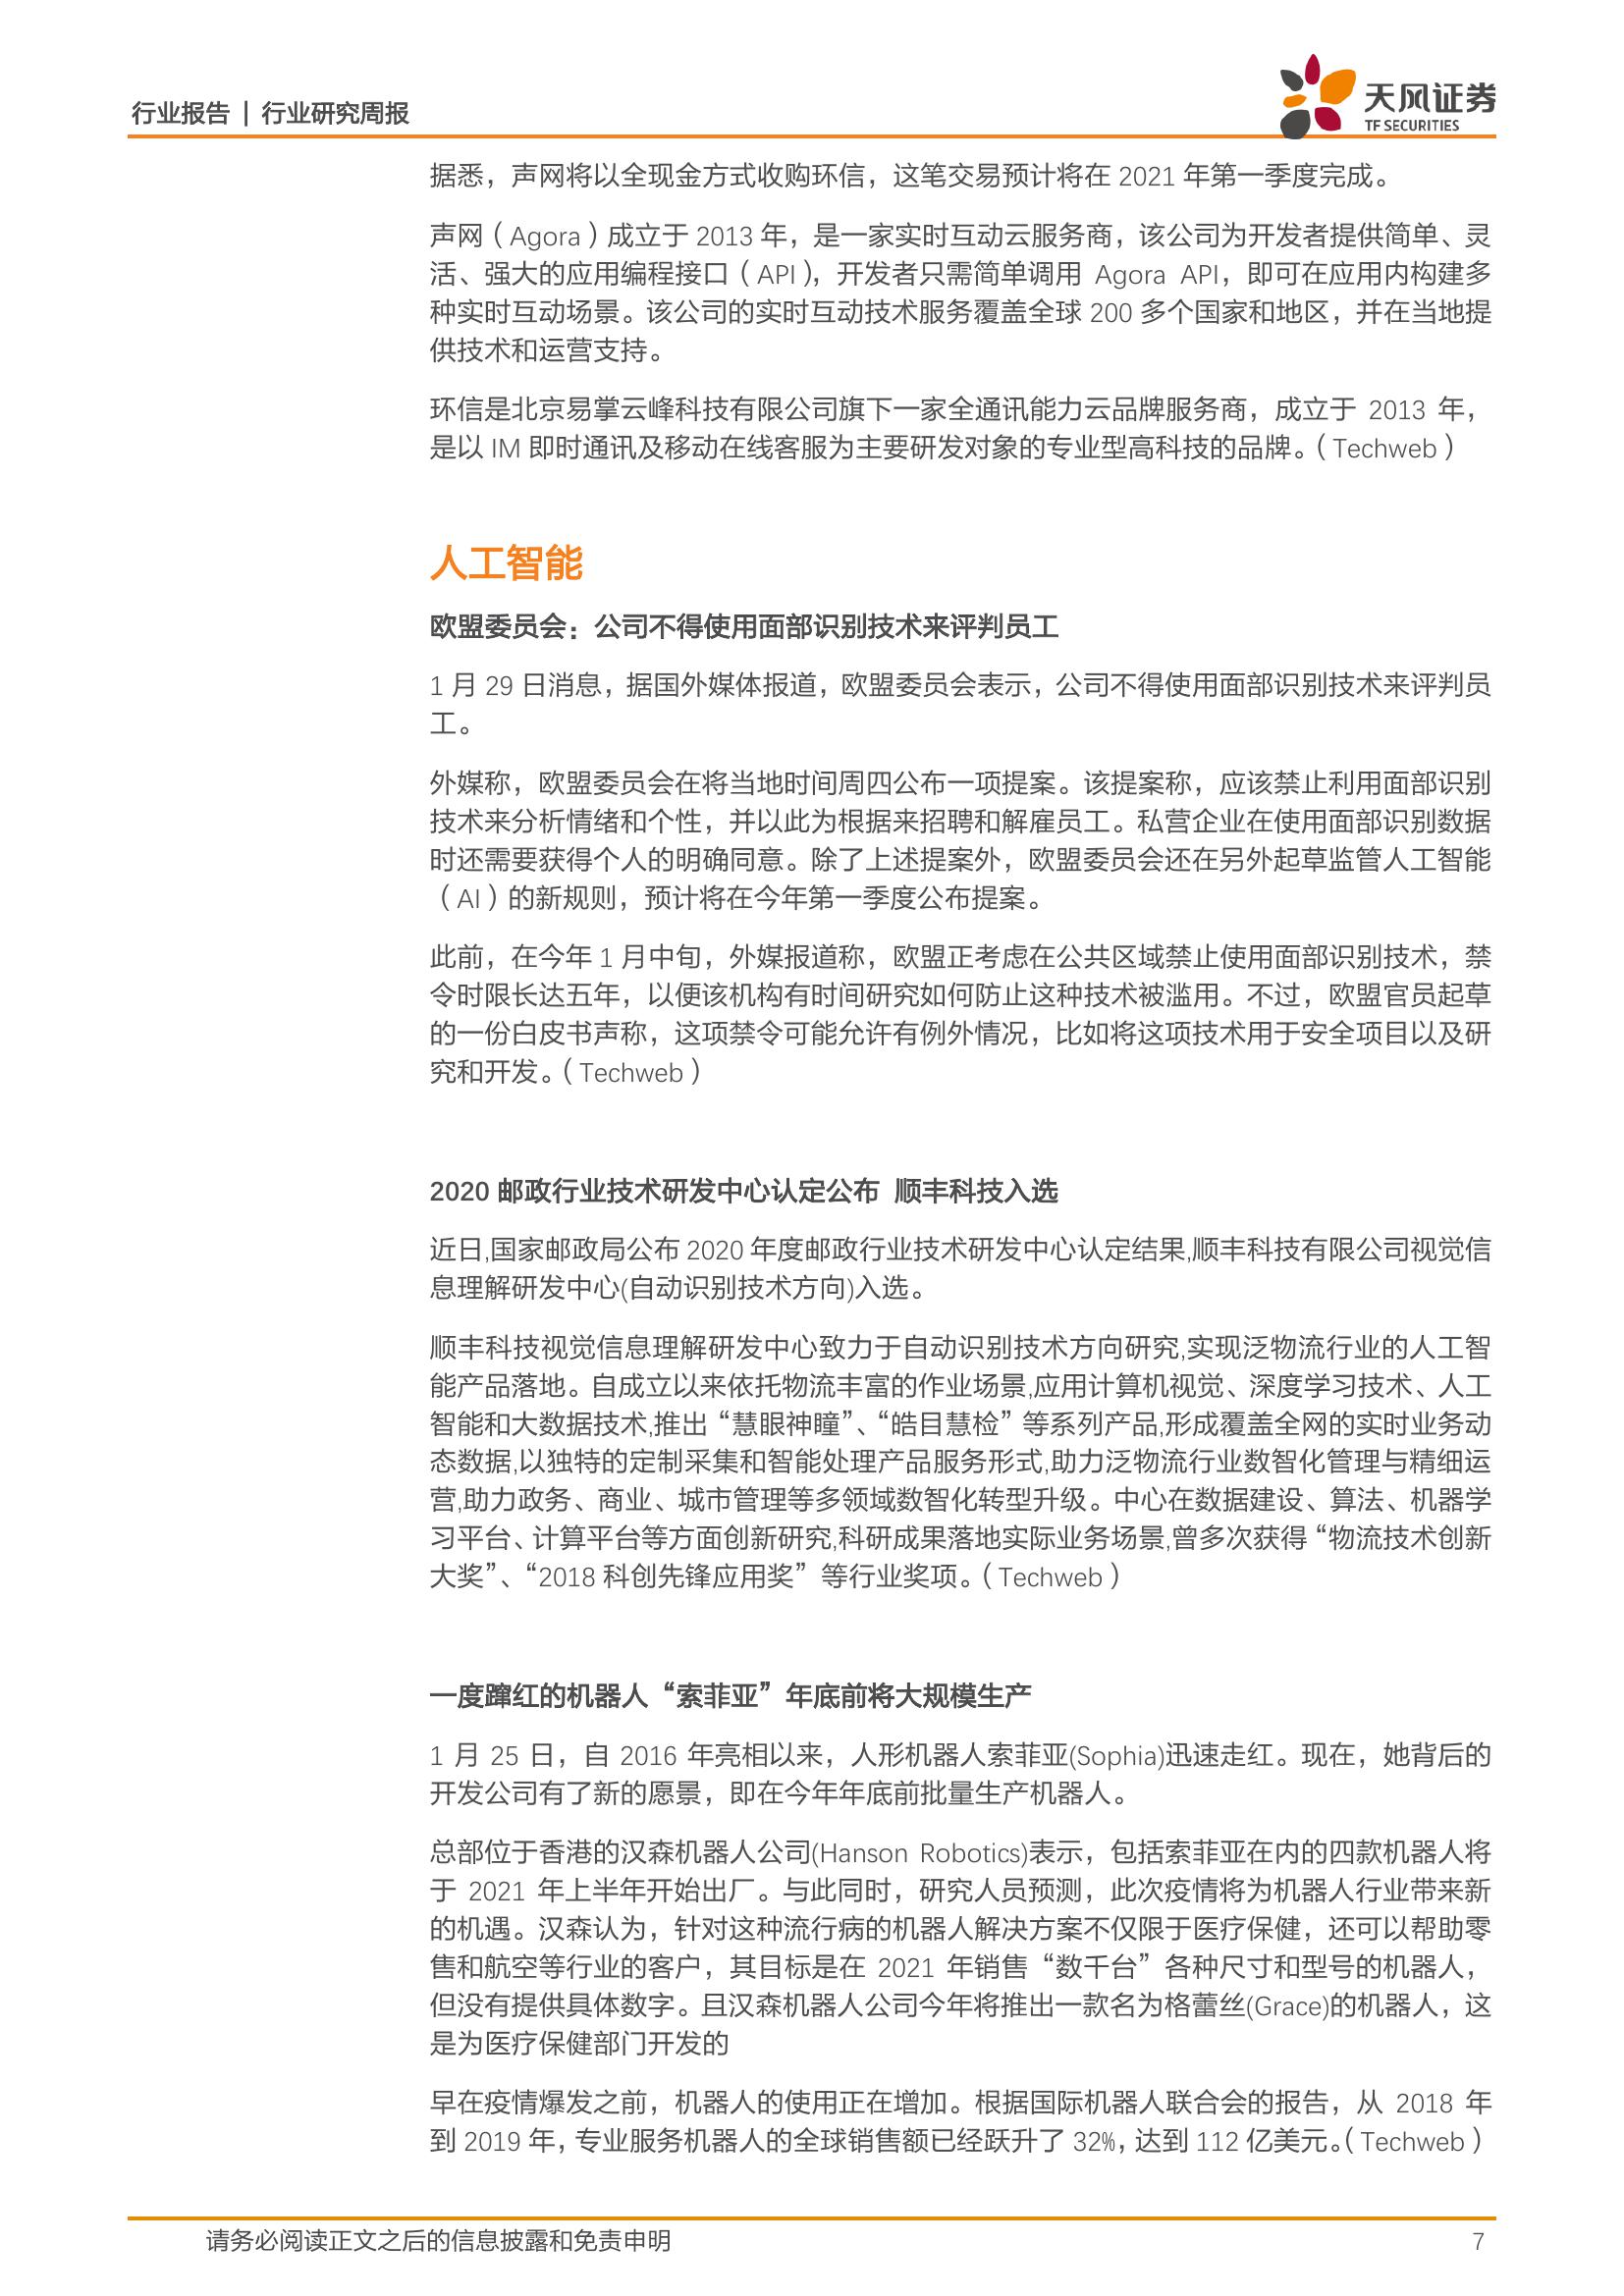 行业报告 | 行业研究周报
天风证券
TF SECURITIES
据悉，声网将以全现金方式收购环信，这笔交易预计将在 2021 年第一季度完成。
声网（Agora）成立于 2013 年，是一家实时互动云服务商，该公司为开发者提供简单、灵
活、强大的应用编程接口（API），开发者只需简单调用 Agora API，即可在应用内构建多
种实时互动场景。该公司的实时互动技术服务覆盖全球 200 多个国家和地区，并在当地提
供技术和运营支持。
环信是北京易掌云峰科技有限公司旗下一家全通讯能力云品牌服务商，成立于 2013 年，
是以 IM 即时通讯及移动在线客服为主要研发对象的专业型高科技的品牌。（Techweb）
人工智能
欧盟委员会：公司不得使用面部识别技术来评判员工
1 月 29 日消息，据国外媒体报道，欧盟委员会表示，公司不得使用面部识别技术来评判员
工。
外媒称，欧盟委员会在将当地时间周四公布一项提案。该提案称，应该禁止利用面部识别
技术来分析情绪和个性，并以此为根据来招聘和解雇员工。私营企业在使用面部识别数据
时还需要获得个人的明确同意。除了上述提案外，欧盟委员会还在另外起草监管人工智能
（AI）的新规则，预计将在今年第一季度公布提案。
此前，在今年 1 月中旬，外媒报道称，欧盟正考虑在公共区域禁止使用面部识别技术，禁
令时限长达五年，以便该机构有时间研究如何防止这种技术被滥用。不过，欧盟官员起草
的一份白皮书声称，这项禁令可能允许有例外情况，比如将这项技术用于安全项目以及研
究和开发。（Techweb）
2020 邮政行业技术研发中心认定公布 顺丰科技入选
近日,国家邮政局公布 2020 年度邮政行业技术研发中心认定结果,顺丰科技有限公司视觉信
息理解研发中心(自动识别技术方向)入选。
顺丰科技视觉信息理解研发中心致力于自动识别技术方向研究,实现泛物流行业的人工智
能产品落地。自成立以来依托物流丰富的作业场景,应用计算机视觉、深度学习技术、人工
智能和大数据技术,推出“慧眼神瞳”、“皓目慧检”等系列产品,形成覆盖全网的实时业务动
态数据,以独特的定制采集和智能处理产品服务形式,助力泛物流行业数智化管理与精细运
营,助力政务、商业、城市管理等多领域数智化转型升级。中心在数据建设、算法、机器学
习平台、计算平台等方面创新研究,科研成果落地实际业务场景,曾多次获得“物流技术创新
大奖”、“2018 科创先锋应用奖”等行业奖项。（Techweb）
一度蹿红的机器人“索菲亚”年底前将大规模生产
1 月 25 日，自 2016 年亮相以来，人形机器人索菲亚(Sophia)迅速走红。现在，她背后的
开发公司有了新的愿景，即在今年年底前批量生产机器人。
总部位于香港的汉森机器人公司(Hanson Robotics)表示，包括索菲亚在内的四款机器人将
于 2021 年上半年开始出厂。与此同时，研究人员预测，此次疫情将为机器人行业带来新
的机遇。汉森认为，针对这种流行病的机器人解决方案不仅限于医疗保健，还可以帮助零
售和航空等行业的客户，其目标是在 2021 年销售“数千台”各种尺寸和型号的机器人，
但没有提供具体数字。且汉森机器人公司今年将推出一款名为格蕾丝(Grace)的机器人，这
是为医疗保健部门开发的
早在疫情爆发之前，机器人的使用正在增加。根据国际机器人联合会的报告，从 2018 年
到 2019 年，专业服务机器人的全球销售额已经跃升了 32%，达到 112 亿美元。（Techweb）
请务必阅读正文之后的信息披露和免责申明
7